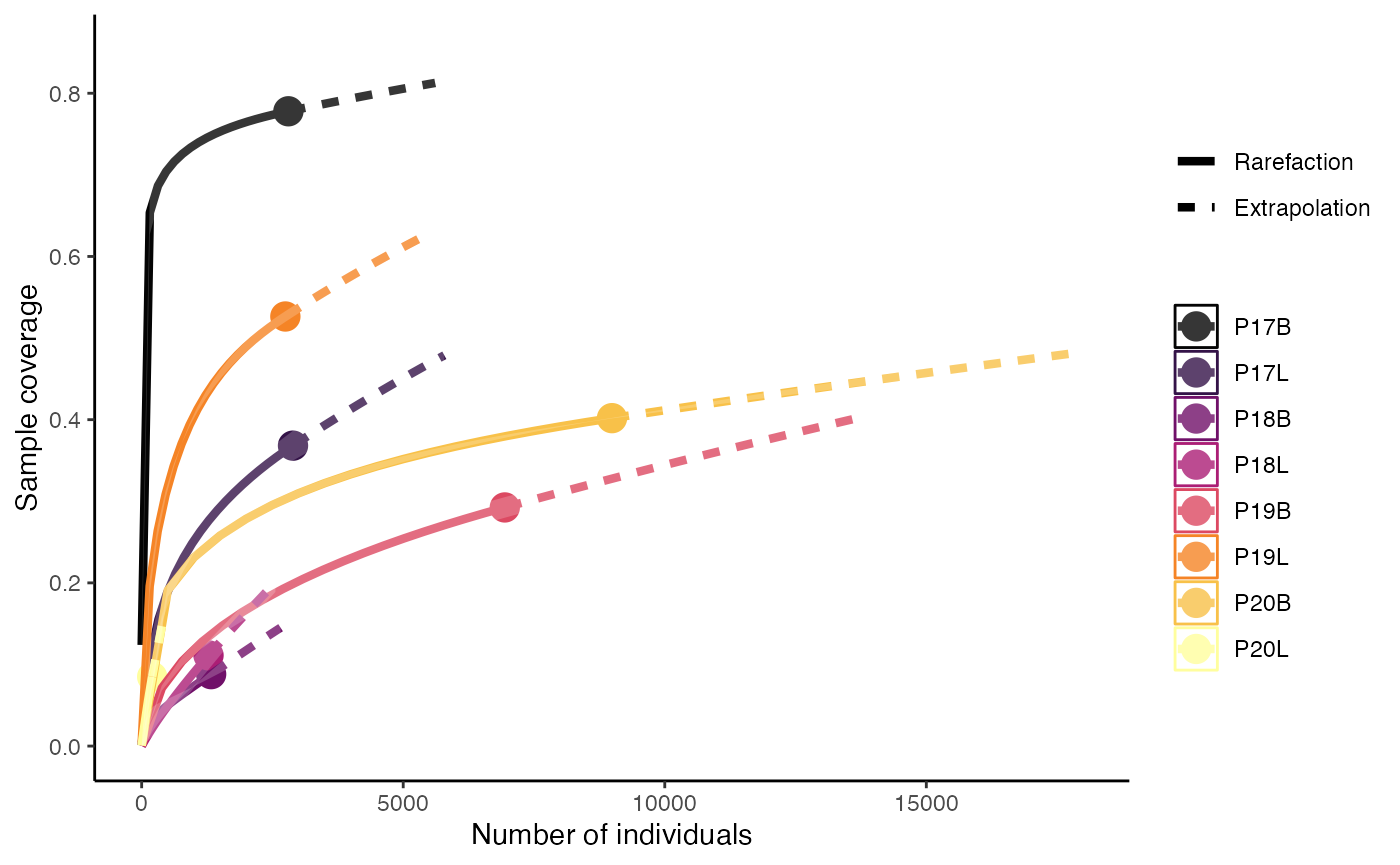 0.8
0.6
0.4
0.2
0.0
Sample coverage
0
5000
10000
15000
Number of individuals
Rarefaction
Extrapolation
P17B
P17L
P18B
P18L
P19B
P19L
P20B
P20L